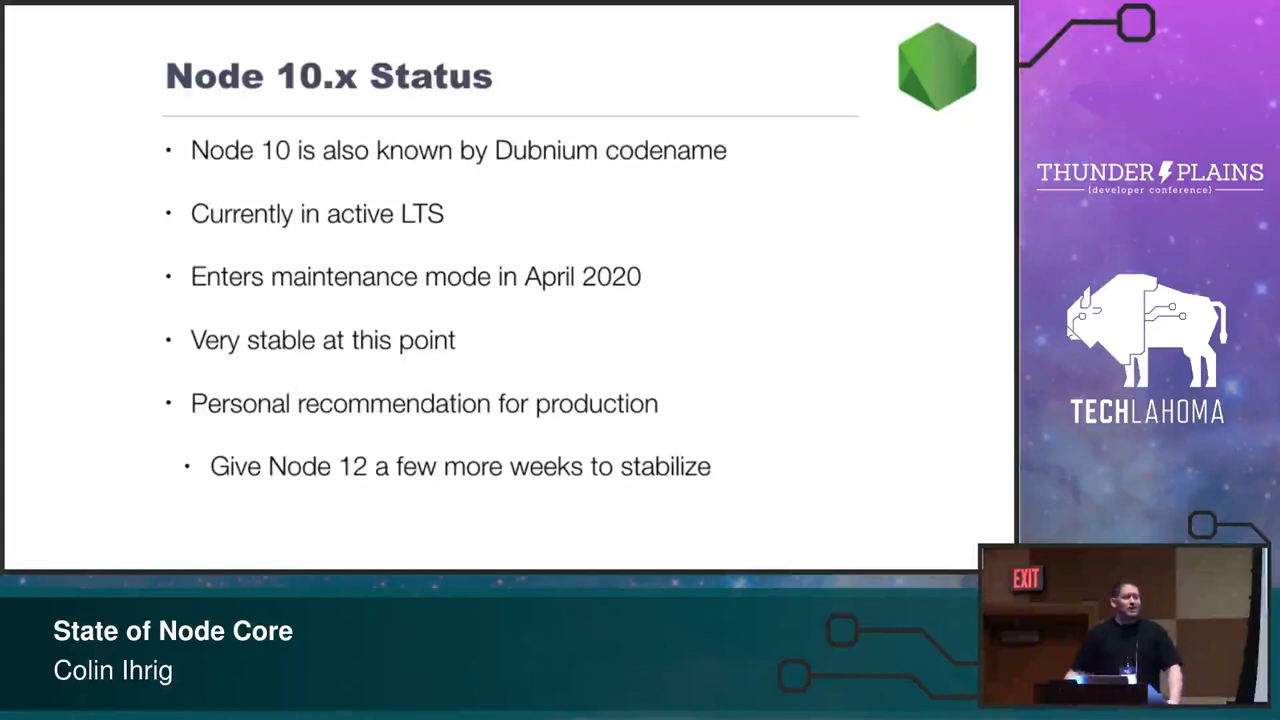 Node 10.x Status
• Node 10 is also known by Dubnium codename
• Currently in active LTS
• Enters maintenance mode in April 2020
• Very stable at this point
• Personal recommendation for production
• Give Node 12 a few more weeks to stabilize
THUNDER PLAINS
{developer conference}
TECHLAHOMA
EXIT
State of Node Core
Colin Ihrig